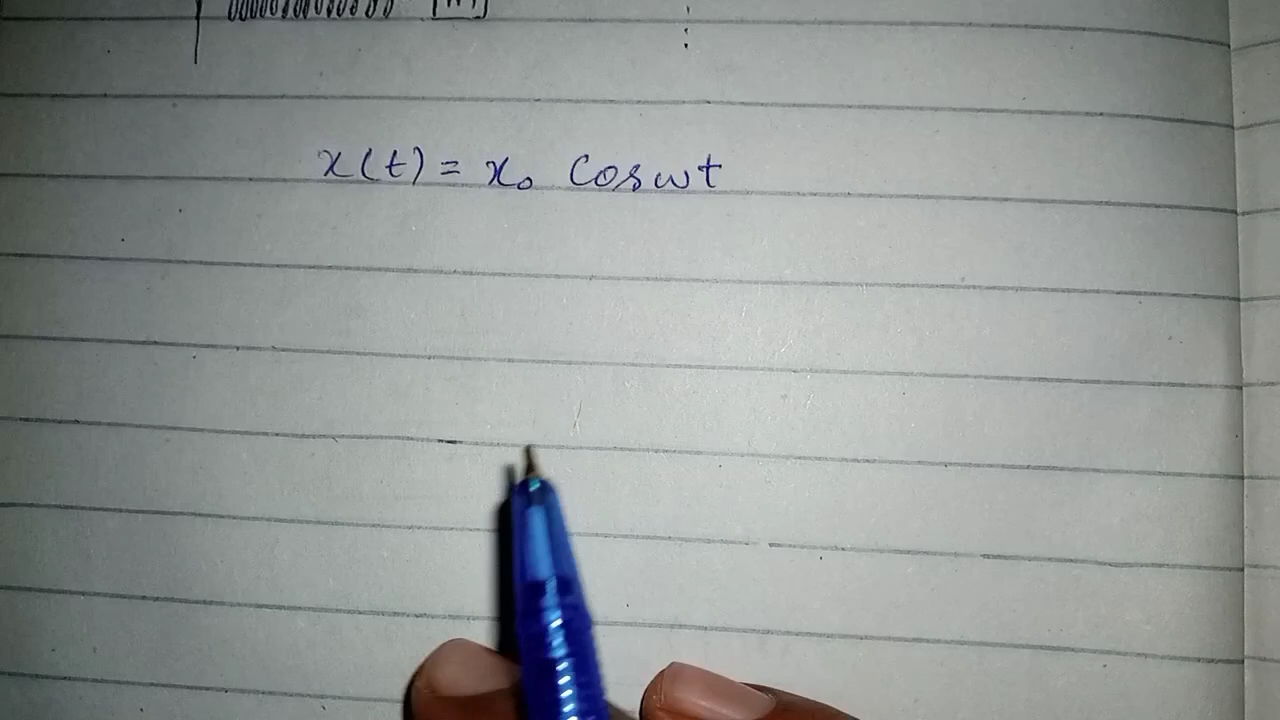 x(t) = x₀ Cosωt